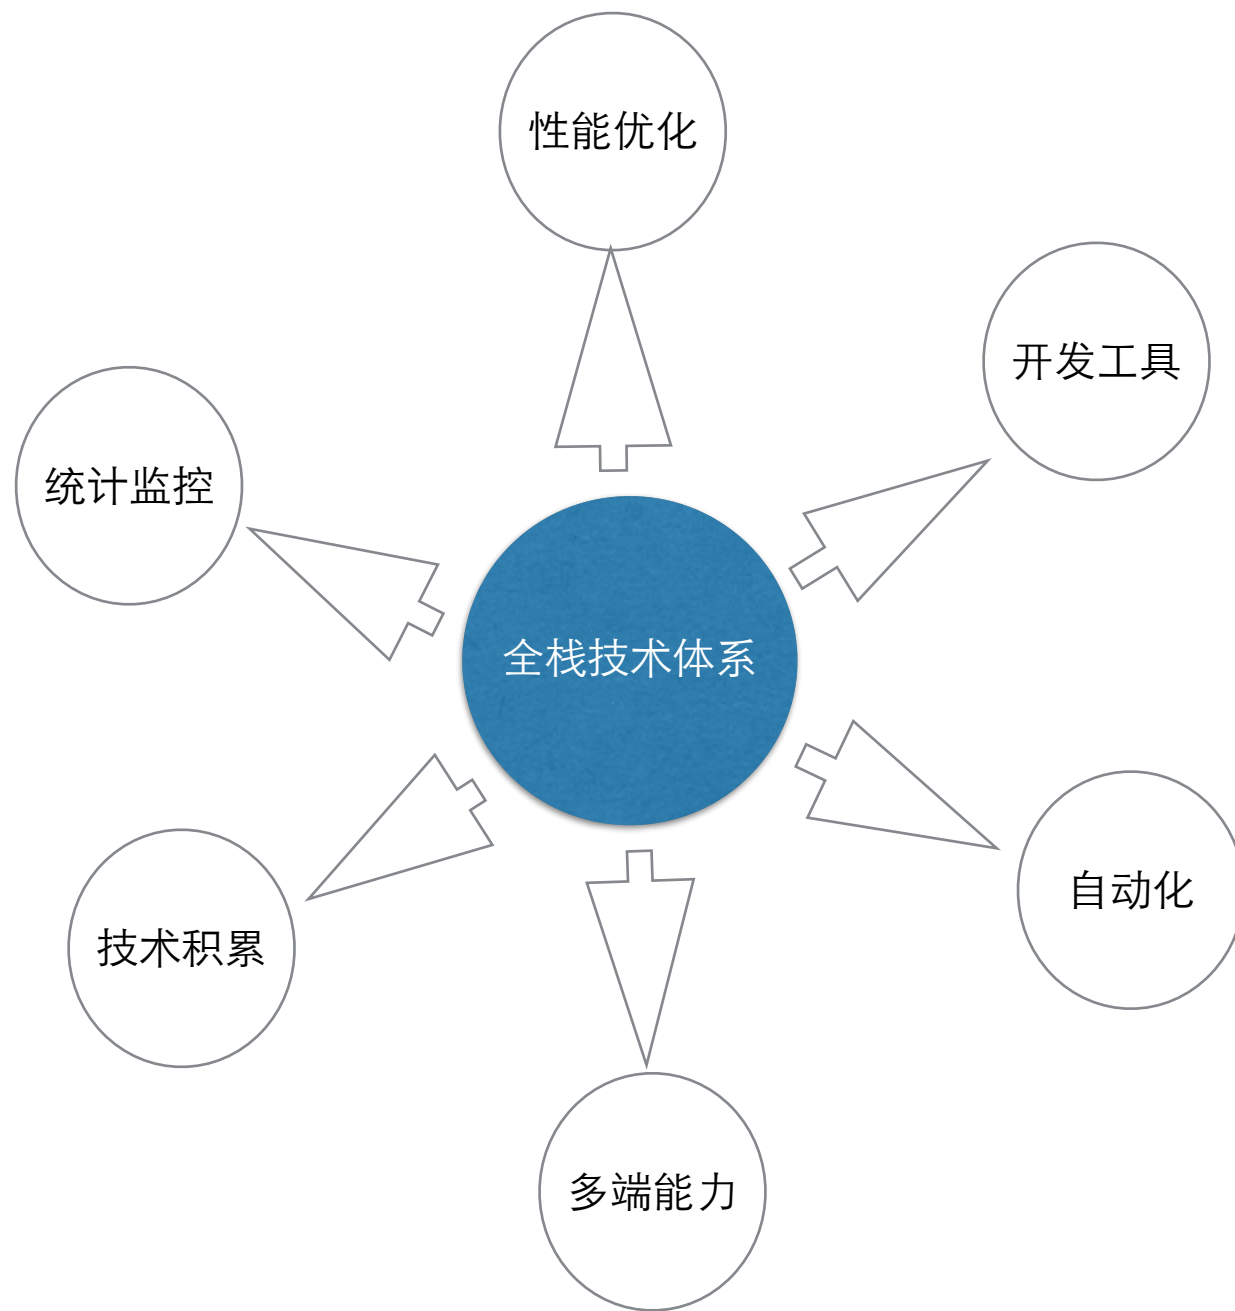 性能优化
开发工具
统计监控
全栈技术体系
自动化
技术积累
多端能力